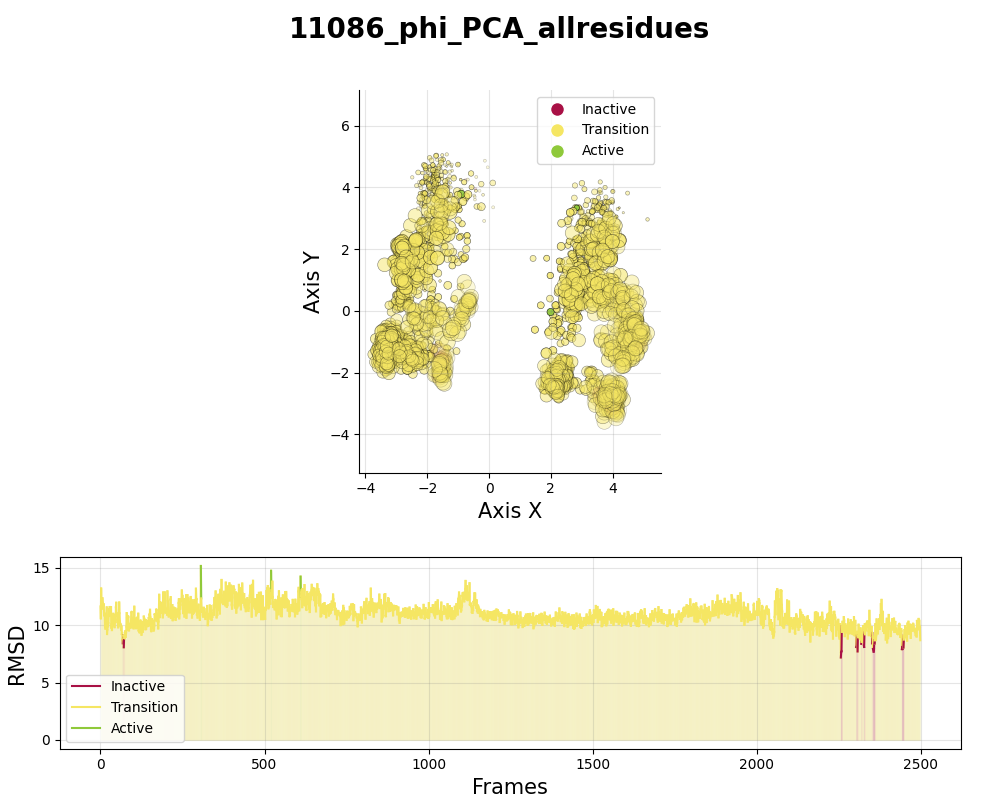 11086_phi_PCA_allresidues
Inactive
Transition
Active
6
4
2
0
−2
−4
Axis Y
−4 −2 0 2 4
Axis X
15
10
5
0
RMSD
Inactive
Transition
Active
0 500 1000 1500 2000 2500
Frames